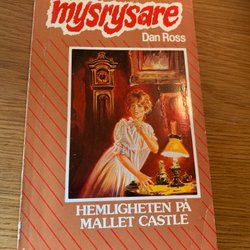 mysrysare
Dan Ross
HEMLIGHETEN PÅ
MALLET CASTLE